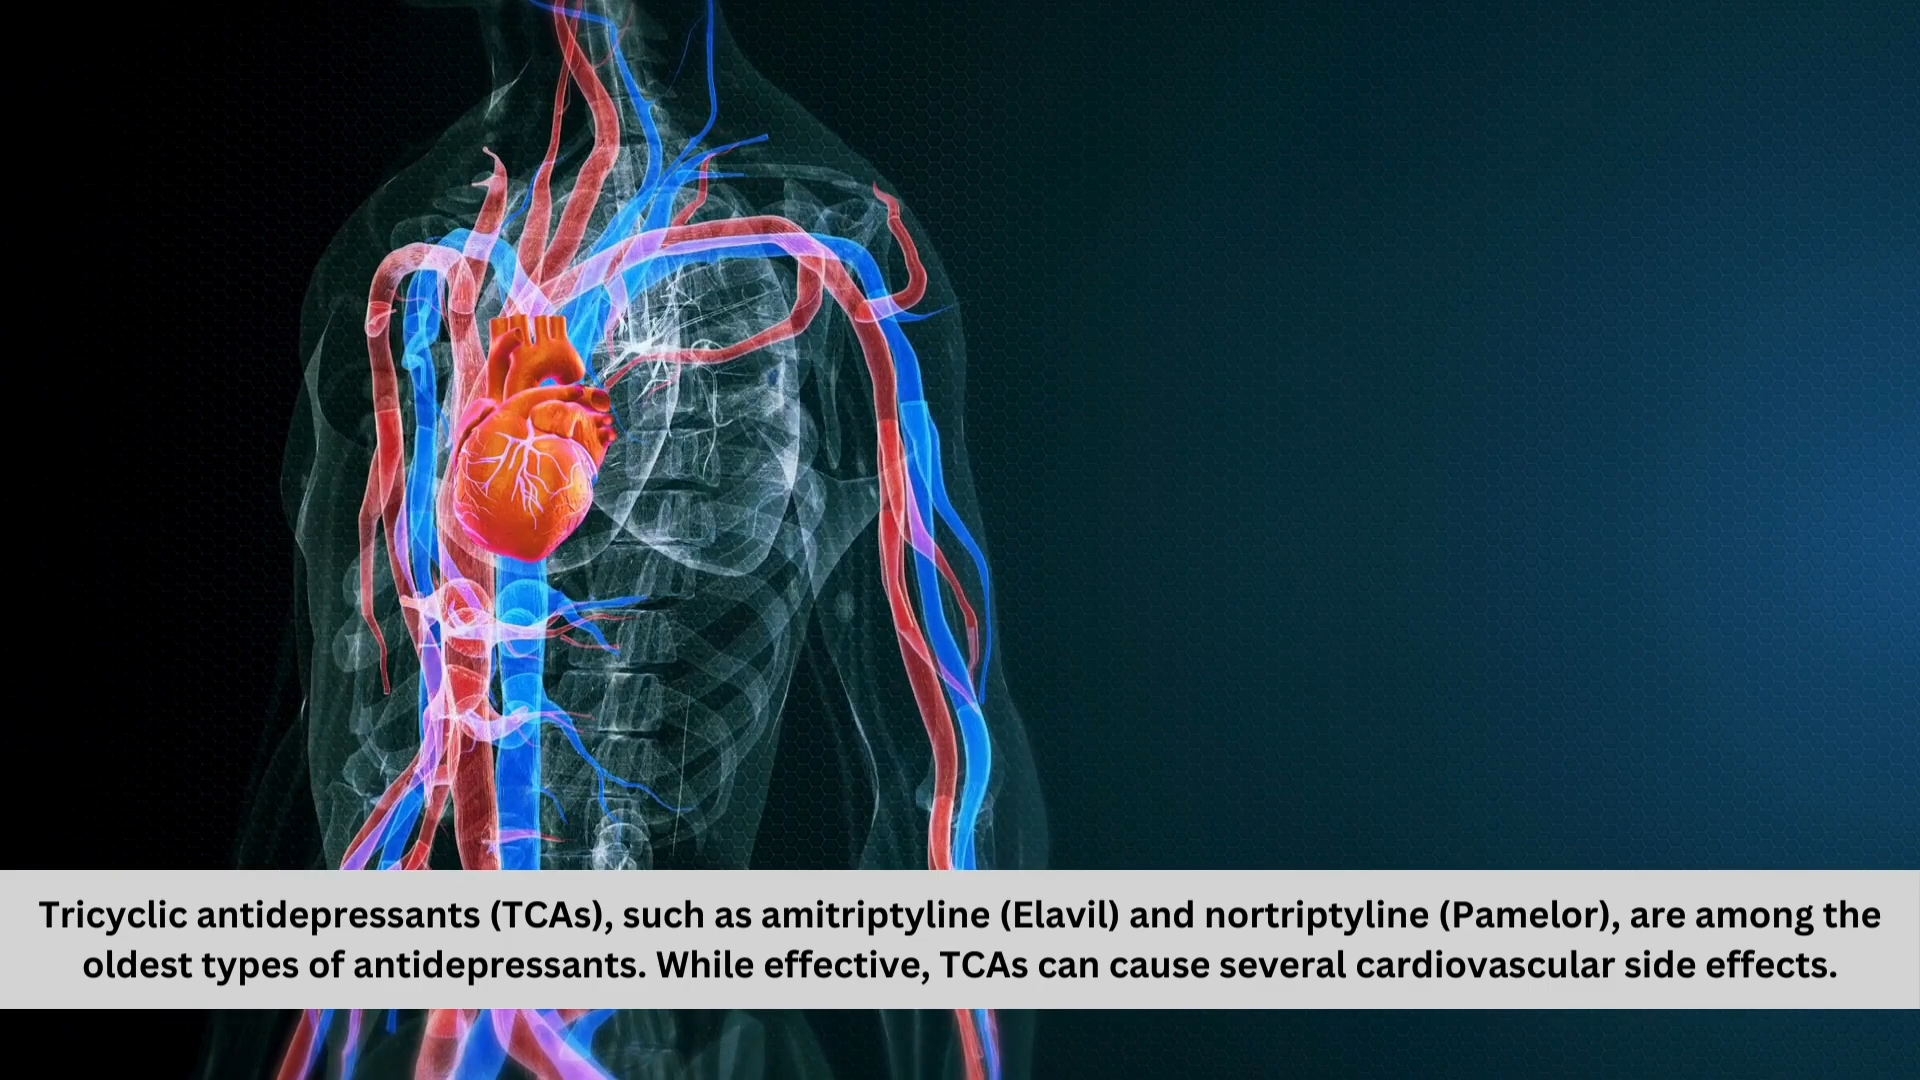 Tricyclic antidepressants (TCAs), such as amitriptyline (Elavil) and nortriptyline (Pamelor), are among the
oldest types of antidepressants. While effective, TCAs can cause several cardiovascular side effects.